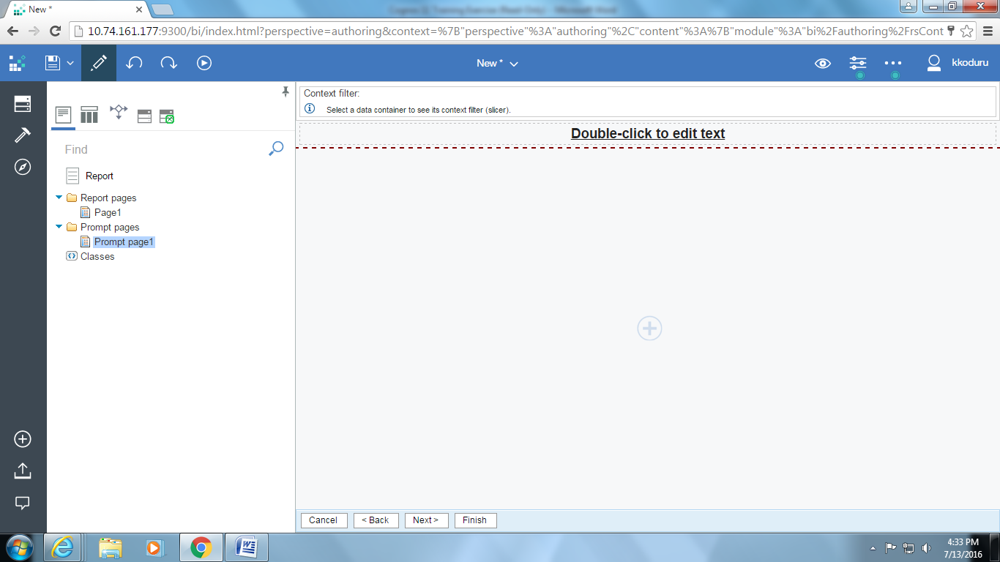 New *
10.74.161.177:9300/bi/index.html?perspective=authoring&context=%7B"perspective"%3A"authoring"%2C"content"%3A%7B"module"%3A"bi%2Fauthoring%2FrsCont
New *
kkoduru
Context filter:
Select a data container to see its context filter (slicer).
Double-click to edit text
Find
Report
Report pages
Page1
Prompt pages
Prompt page1
Classes
Cancel
< Back
Next >
Finish
4:33 PM
7/13/2016